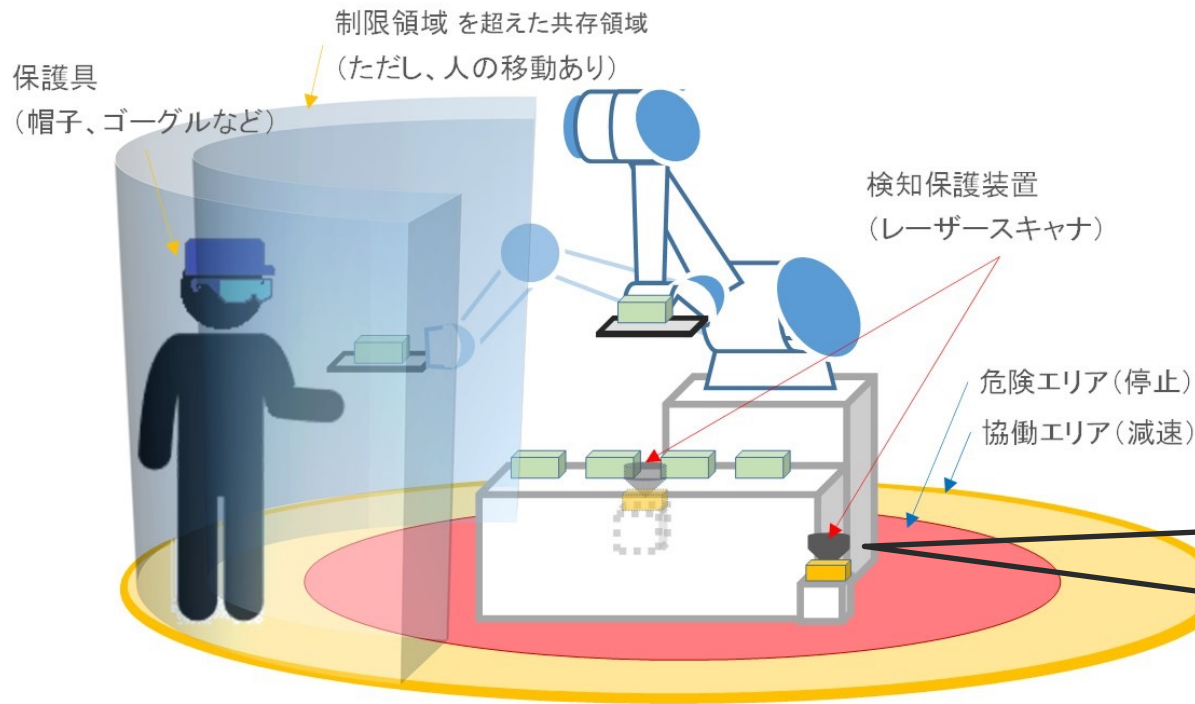 制限領域 を超えた共存領域
(ただし、人の移動あり)
保護具
(帽子、ゴーグルなど)
検知保護装置
(レーザースキャナ)
危険エリア(停止)
協働エリア(減速)